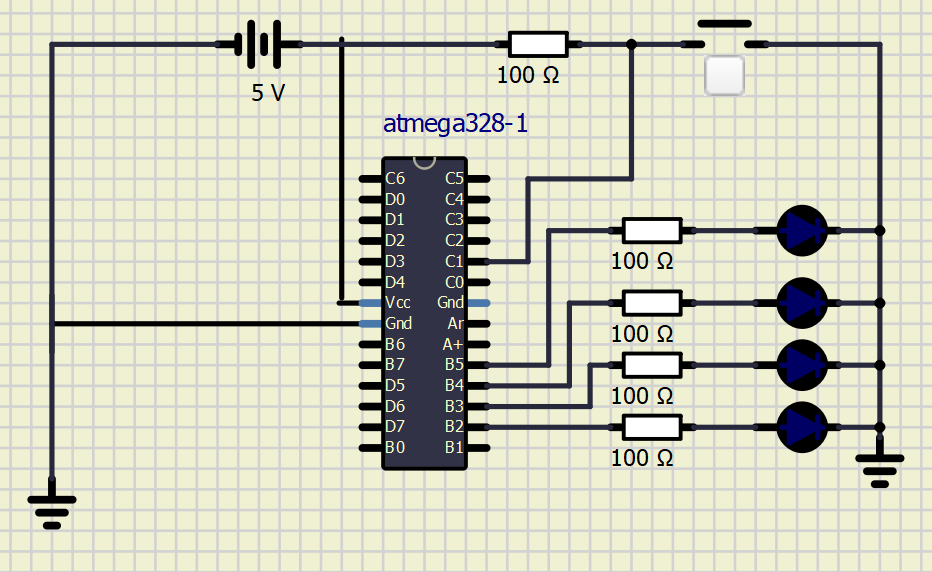 5 V
100 Ω
atmega328-1
C6 C5
D0 C4
D1 C3
D2 C2
D3 C1
D4 C0
Vcc Gnd
Gnd Ar
B6 A+
B7 B5
D5 B4
D6 B3
D7 B2
B0 B1
100 Ω
100 Ω
100 Ω
100 Ω